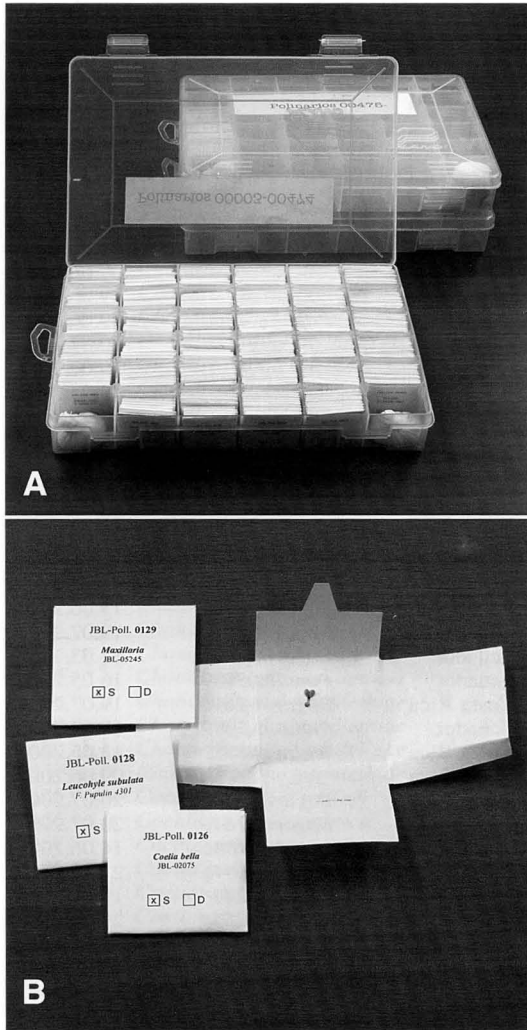 Polinarios 00475-
Polinarios 00003-00474
A
JBL-Poll. 0129
Maxillaria
JBL-05245
x S D
JBL-Poll. 0128
Leucohyle subulata
F. Pupulin 4301
x S
JBL-Poll. 0126
Coelia bella
JBL-02075
x S D
B